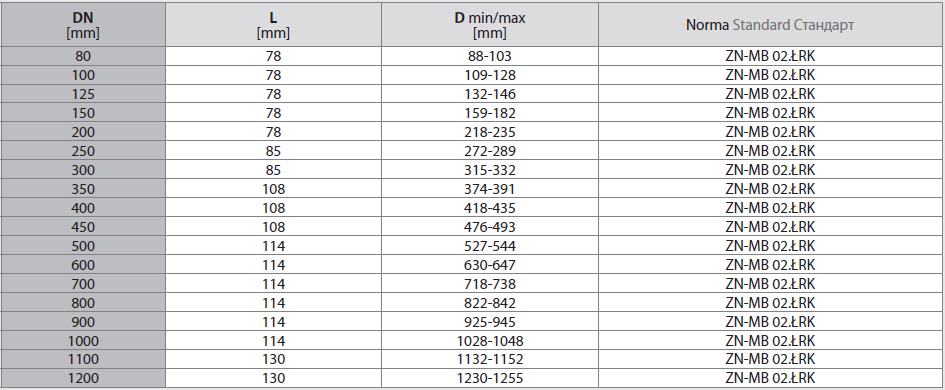 DN L D min/max Norma Standard Стандарт
[mm] [mm] [mm]
80 78 88-103 ZN-MB 02.ŁRK
100 78 109-128 ZN-MB 02.ŁRK
125 78 132-146 ZN-MB 02.ŁRK
150 78 159-182 ZN-MB 02.ŁRK
200 78 218-235 ZN-MB 02.ŁRK
250 85 272-289 ZN-MB 02.ŁRK
300 85 315-332 ZN-MB 02.ŁRK
350 108 374-391 ZN-MB 02.ŁRK
400 108 418-435 ZN-MB 02.ŁRK
450 108 476-493 ZN-MB 02.ŁRK
500 114 527-544 ZN-MB 02.ŁRK
600 114 630-647 ZN-MB 02.ŁRK
700 114 718-738 ZN-MB 02.ŁRK
800 114 822-842 ZN-MB 02.ŁRK
900 114 925-945 ZN-MB 02.ŁRK
1000 114 1028-1048 ZN-MB 02.ŁRK
1100 130 1132-1152 ZN-MB 02.ŁRK
1200 130 1230-1255 ZN-MB 02.ŁRK